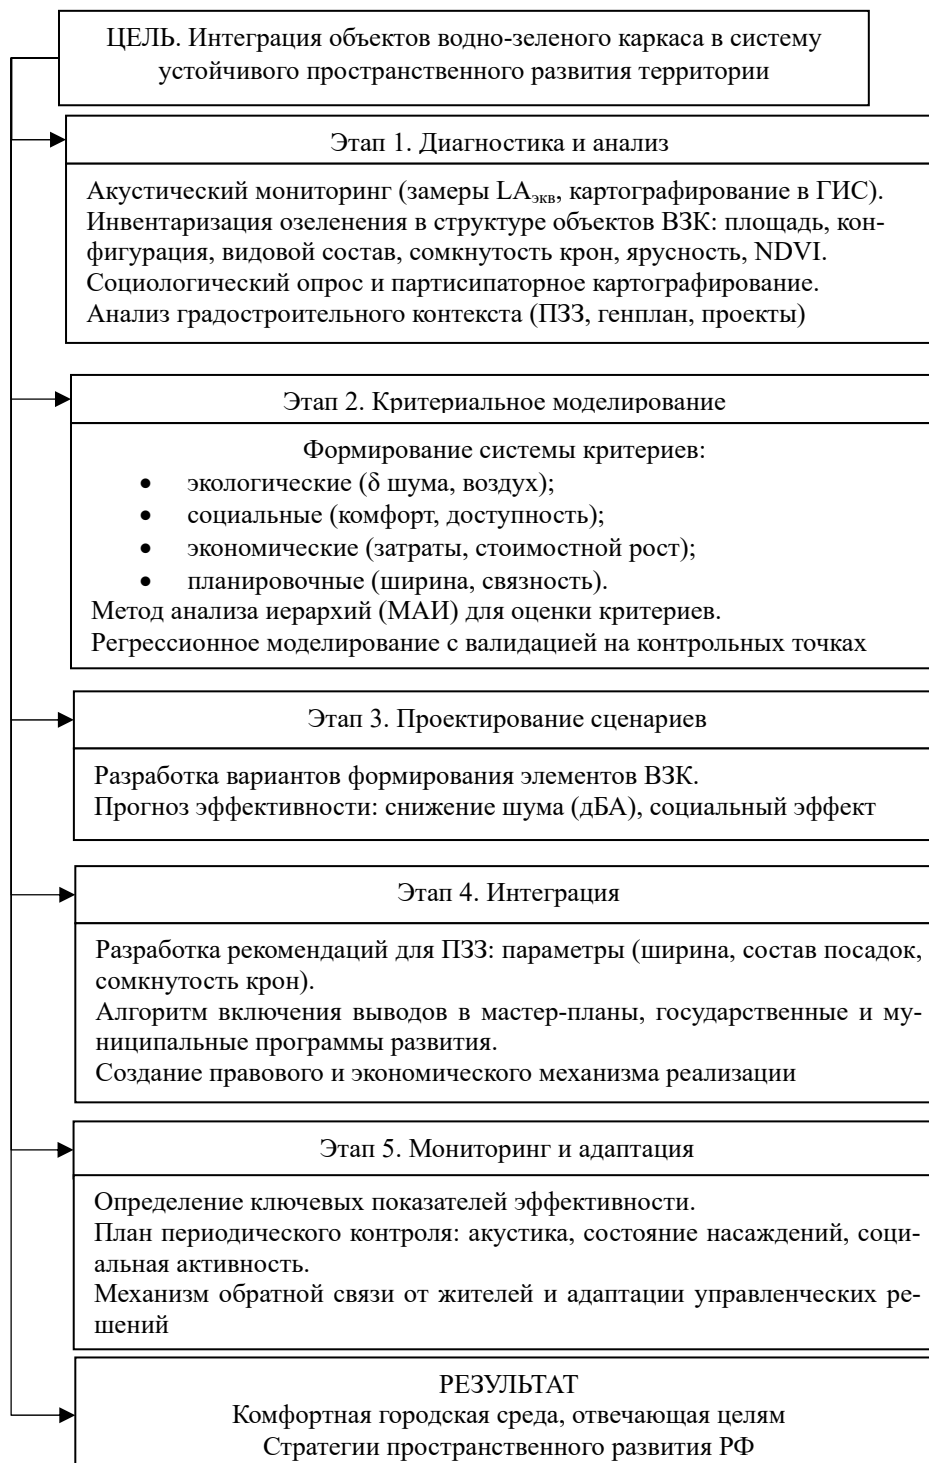 ЦЕЛЬ. Интеграция объектов водно-зеленого каркаса в систему
устойчивого пространственного развития территории
Этап 1. Диагностика и анализ
Акустический мониторинг (замеры LAэкв, картографирование в ГИС).
Инвентаризация озеленения в структуре объектов ВЗК: площадь, кон-
фигурация, видовой состав, сомкнутость крон, ярусность, NDVI.
Социологический опрос и партисипаторное картографирование.
Анализ градостроительного контекста (ПЗЗ, генплан, проекты)
Этап 2. Критериальное моделирование
Формирование системы критериев:
• экологические (δ шума, воздух);
• социальные (комфорт, доступность);
• экономические (затраты, стоимостной рост);
• планировочные (ширина, связность).
Метод анализа иерархий (МАИ) для оценки критериев.
Регрессионное моделирование с валидацией на контрольных точках
Этап 3. Проектирование сценариев
Разработка вариантов формирования элементов ВЗК.
Прогноз эффективности: снижение шума (дБА), социальный эффект
Этап 4. Интеграция
Разработка рекомендаций для ПЗЗ: параметры (ширина, состав посадок,
сомкнутость крон).
Алгоритм включения выводов в мастер-планы, государственные и му-
ниципальные программы развития.
Создание правового и экономического механизма реализации
Этап 5. Мониторинг и адаптация
Определение ключевых показателей эффективности.
План периодического контроля: акустика, состояние насаждений, соци-
альная активность.
Механизм обратной связи от жителей и адаптации управленческих ре-
шений
РЕЗУЛЬТАТ
Комфортная городская среда, отвечающая целям
Стратегии пространственного развития РФ